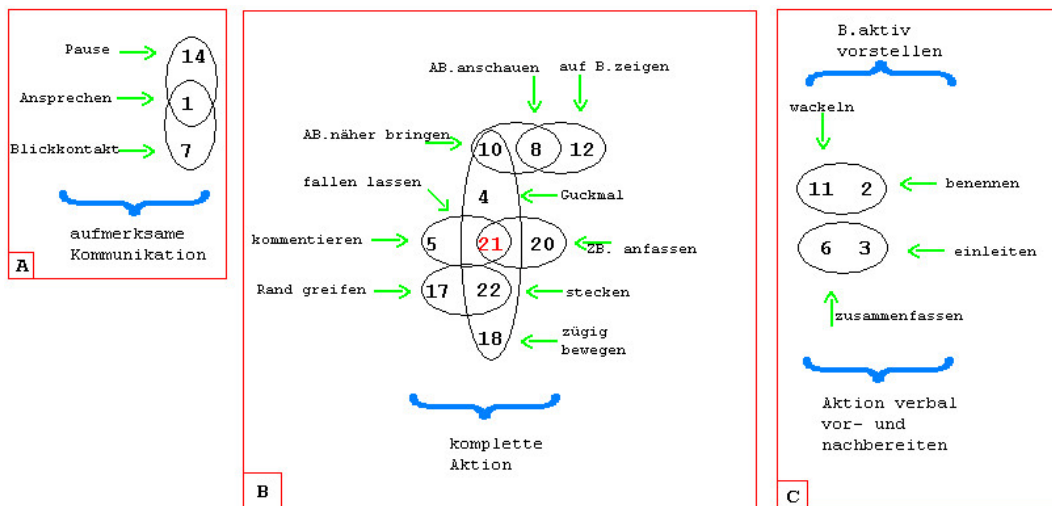 Pause
14
Ansprechen
1
Blickkontakt
7
aufmerksame
Kommunikation
A
AB.anschauen
auf B.zeigen
AB.näher bringen
10
8
12
fallen lassen
4
Guckmal
kommentieren
5
21
20
ZB. anfassen
Rand greifen
17
22
stecken
18
zügig
bewegen
komplette
Aktion
B
B.aktiv
vorstellen
wackeln
11
2
benennen
6
3
einleiten
zusammenfassen
Aktion verbal
vor- und
nachbereiten
C